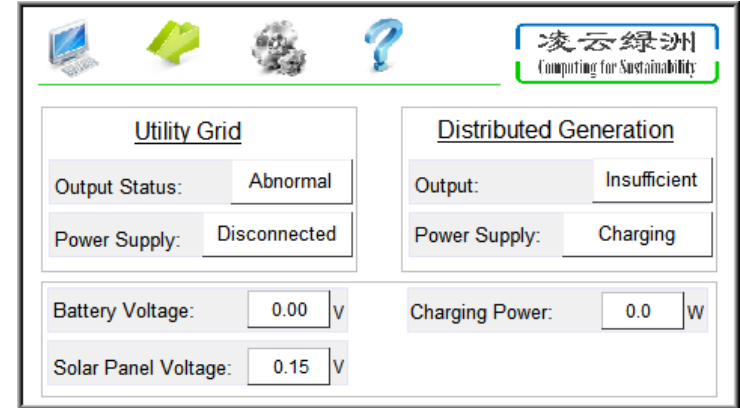 凌云绿洲
Computing for Sustainability
Utility Grid
Output Status: Abnormal
Power Supply: Disconnected
Distributed Generation
Output: Insufficient
Power Supply: Charging
Battery Voltage: 0.00 V
Charging Power: 0.0 W
Solar Panel Voltage: 0.15 V